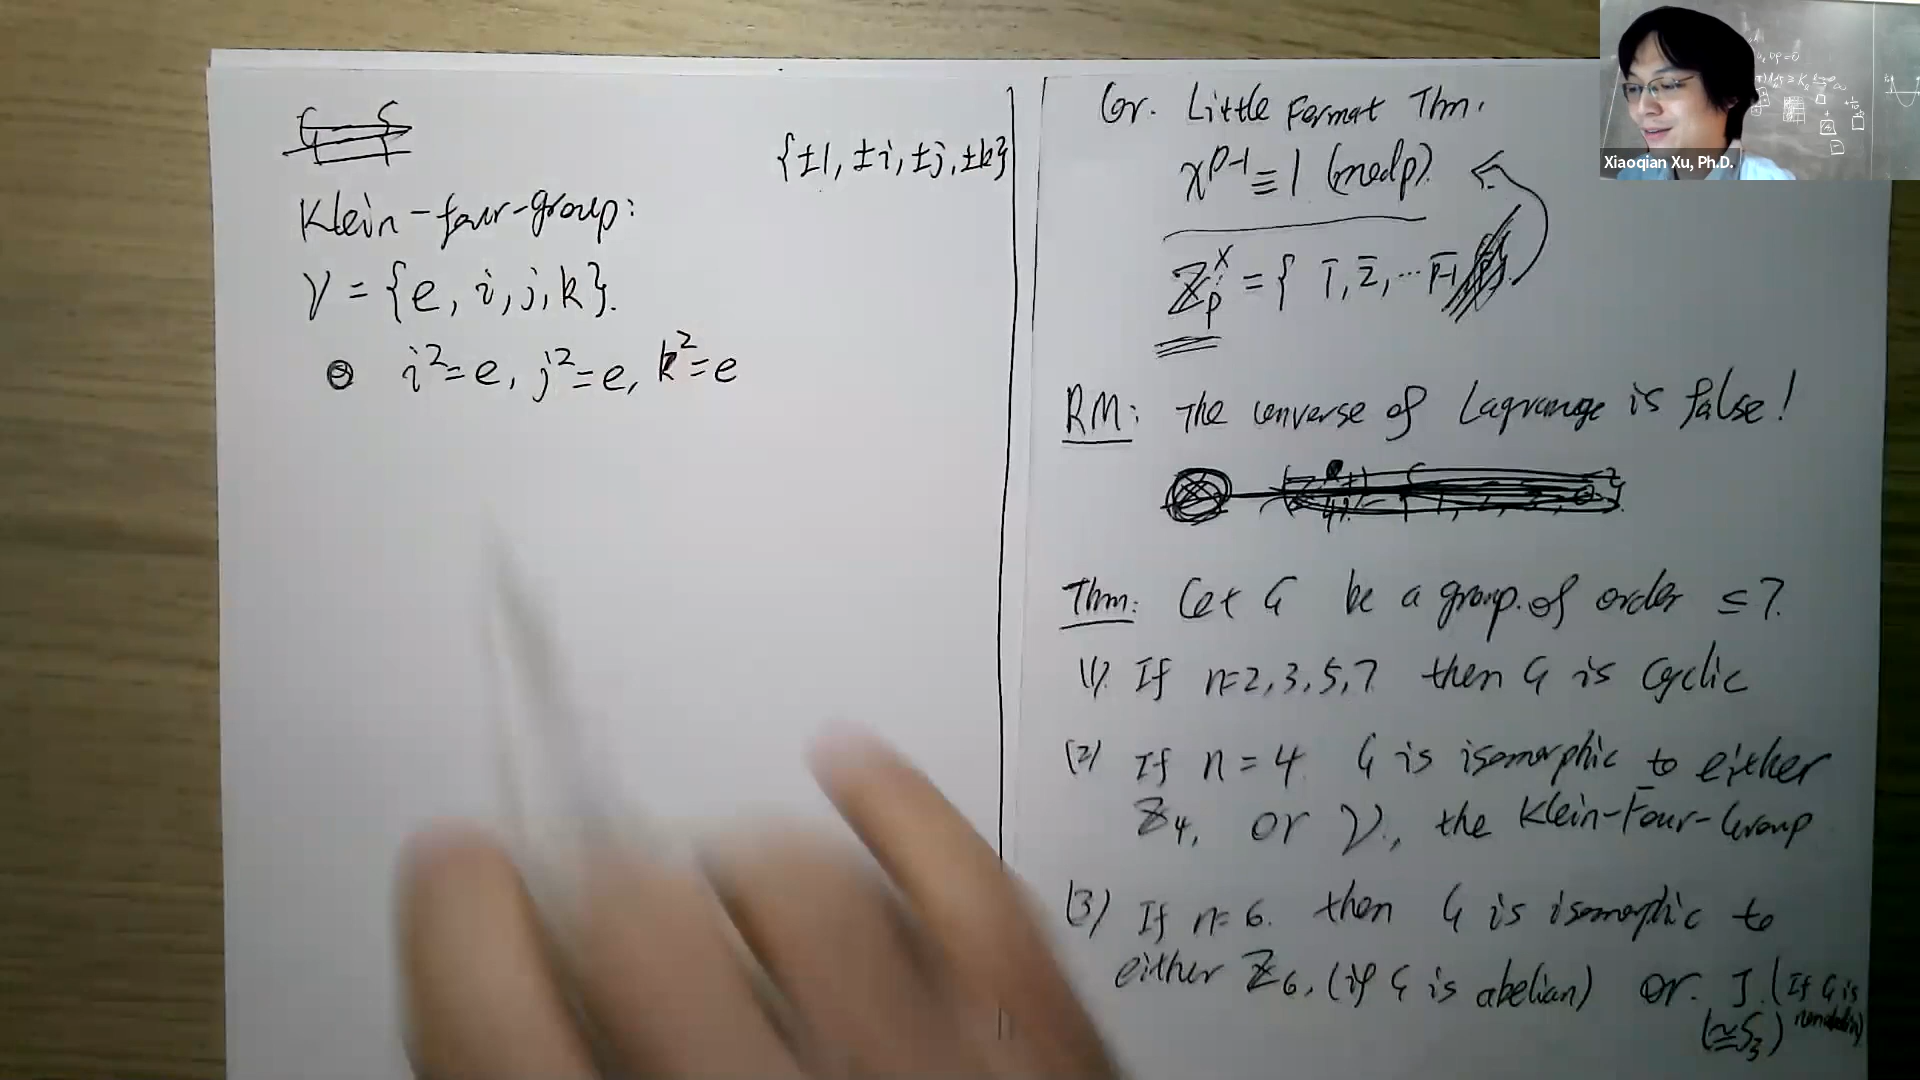 Klein-four-group:
V = {e, i, j, k}.
i² = e, j² = e, k² = e
{±1, ±i, ±j, ±k}
Cor. Little Fermat Thm.
x^{p-1} ≡ 1 (mod p).
Z_p^× = { 1̄, 2̄, ... p-1
RM: The converse of Lagrange is false!
Thm: Let G be a group of order ≤ 7.
(1). If n=2,3,5,7 then G is cyclic
(2) If n = 4. G is isomorphic to either
Z₄, or V., the Klein-Four-Group
(3) If n=6. then G is isomorphic to
either Z₆, (if G is abelian) or. J. (If G is
nonabelian)
(≅S₃)
Xiaoqian Xu, Ph.D.